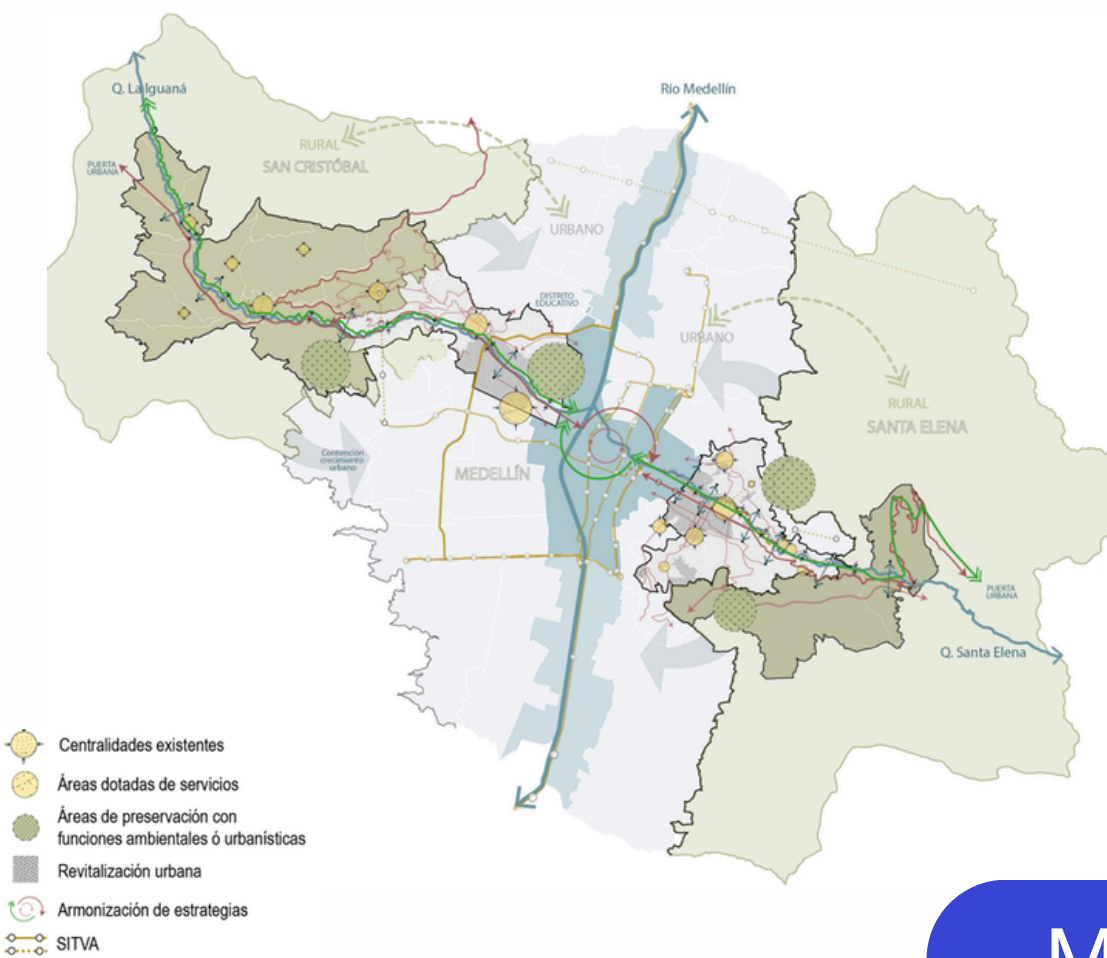 Q. La Iguaná
Río Medellín
RURAL
SAN CRISTÓBAL
PUERTA
URBANA
URBANO
DISTRITO
EDUCATIVO
URBANO
RURAL
SANTA ELENA
Contención
crecimiento
urbano
MEDELLÍN
PUERTA
URBANA
Q. Santa Elena
Centralidades existentes
Áreas dotadas de servicios
Áreas de preservación con
funciones ambientales ó urbanísticas
Revitalización urbana
Armonización de estrategias
SITVA
M